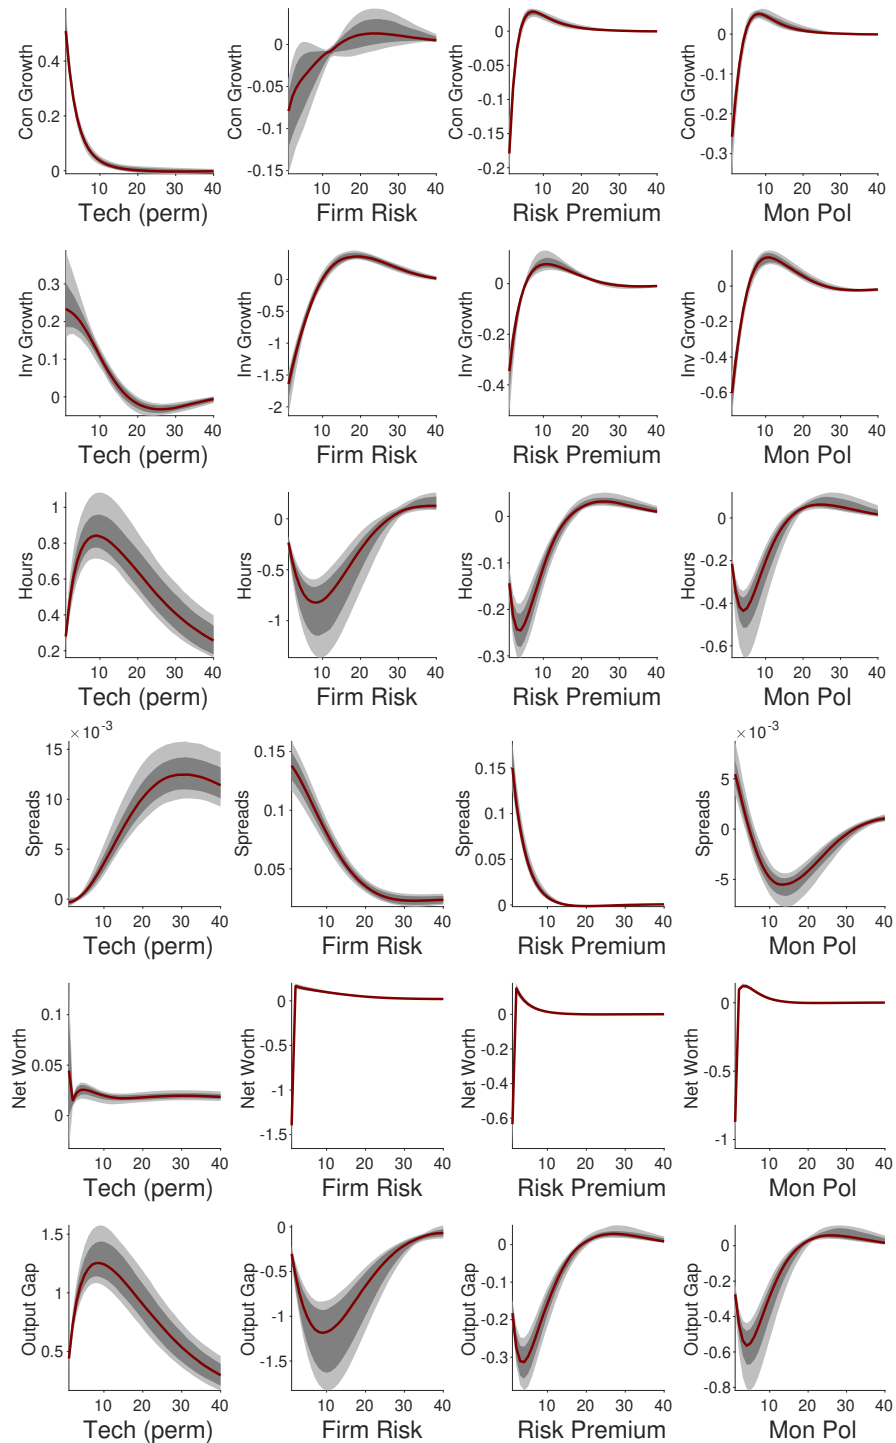 Con Growth
0.4
0.2
0
10 20 30 40
Tech (perm)
Con Growth
0
-0.05
-0.1
-0.15
10 20 30 40
Firm Risk
Con Growth
0
-0.05
-0.1
-0.15
-0.2
10 20 30 40
Risk Premium
Con Growth
0
-0.1
-0.2
-0.3
10 20 30 40
Mon Pol
Inv Growth
0.3
0.2
0.1
0
10 20 30 40
Tech (perm)
Inv Growth
0
-0.5
-1
-1.5
-2
10 20 30 40
Firm Risk
Inv Growth
0
-0.2
-0.4
10 20 30 40
Risk Premium
Inv Growth
0
-0.2
-0.4
-0.6
10 20 30 40
Mon Pol
Hours
1
0.8
0.6
0.4
0.2
10 20 30 40
Tech (perm)
Hours
0
-0.5
-1
10 20 30 40
Firm Risk
Hours
0
-0.1
-0.2
-0.3
10 20 30 40
Risk Premium
Hours
0
-0.2
-0.4
-0.6
10 20 30 40
Mon Pol
× 10⁻³
Spreads
15
10
5
0
10 20 30 40
Tech (perm)
Spreads
0.15
0.1
0.05
10 20 30 40
Firm Risk
Spreads
0.15
0.1
0.05
0
10 20 30 40
Risk Premium
× 10⁻³
Spreads
5
0
-5
10 20 30 40
Mon Pol
Net Worth
0.1
0.05
0
10 20 30 40
Tech (perm)
Net Worth
0
-0.5
-1
-1.5
10 20 30 40
Firm Risk
Net Worth
0
-0.2
-0.4
-0.6
10 20 30 40
Risk Premium
Net Worth
0
-0.5
-1
10 20 30 40
Mon Pol
Output Gap
1.5
1
0.5
10 20 30 40
Tech (perm)
Output Gap
0
-0.5
-1
-1.5
10 20 30 40
Firm Risk
Output Gap
0
-0.1
-0.2
-0.3
10 20 30 40
Risk Premium
Output Gap
0
-0.2
-0.4
-0.6
-0.8
10 20 30 40
Mon Pol